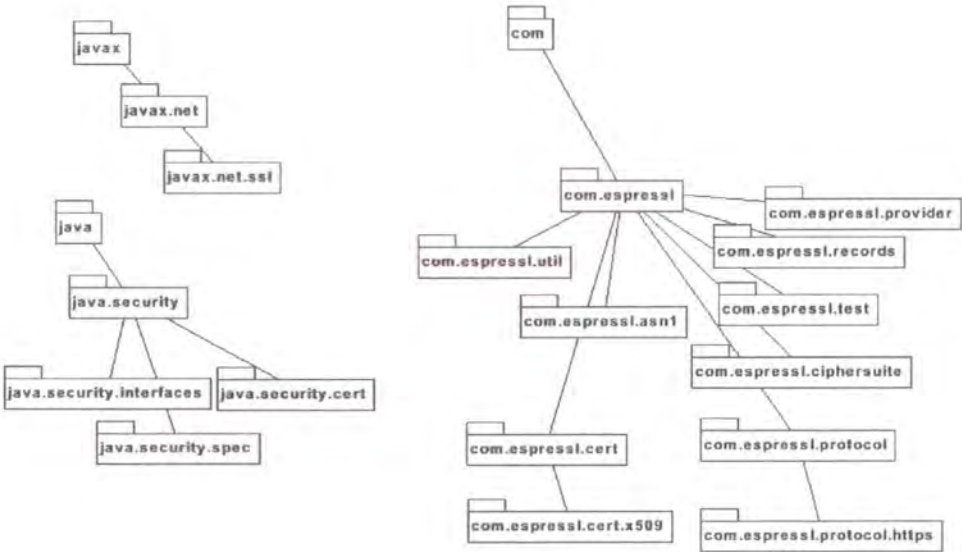 javax
javax.net
javax.net.ssl
java
java.security
java.security.interfaces
java.security.cert
java.security.spec
com
com.espressl
com.espressl.provider
com.espressl.util
com.espressl.records
com.espressl.test
com.espressl.asn1
com.espressl.ciphersuite
com.espressl.cert
com.espressl.protocol
com.espressl.cert.x509
com.espressl.protocol.https